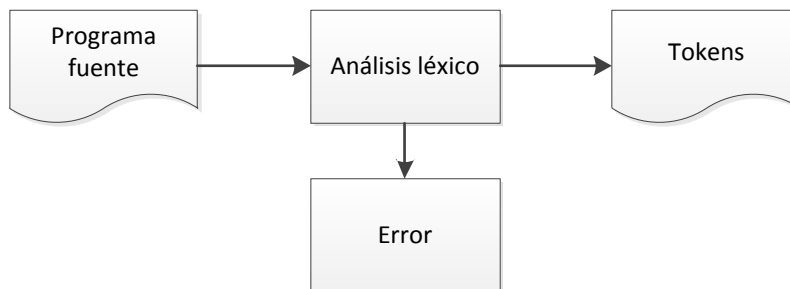 Programa
fuente
Análisis léxico
Tokens
Error